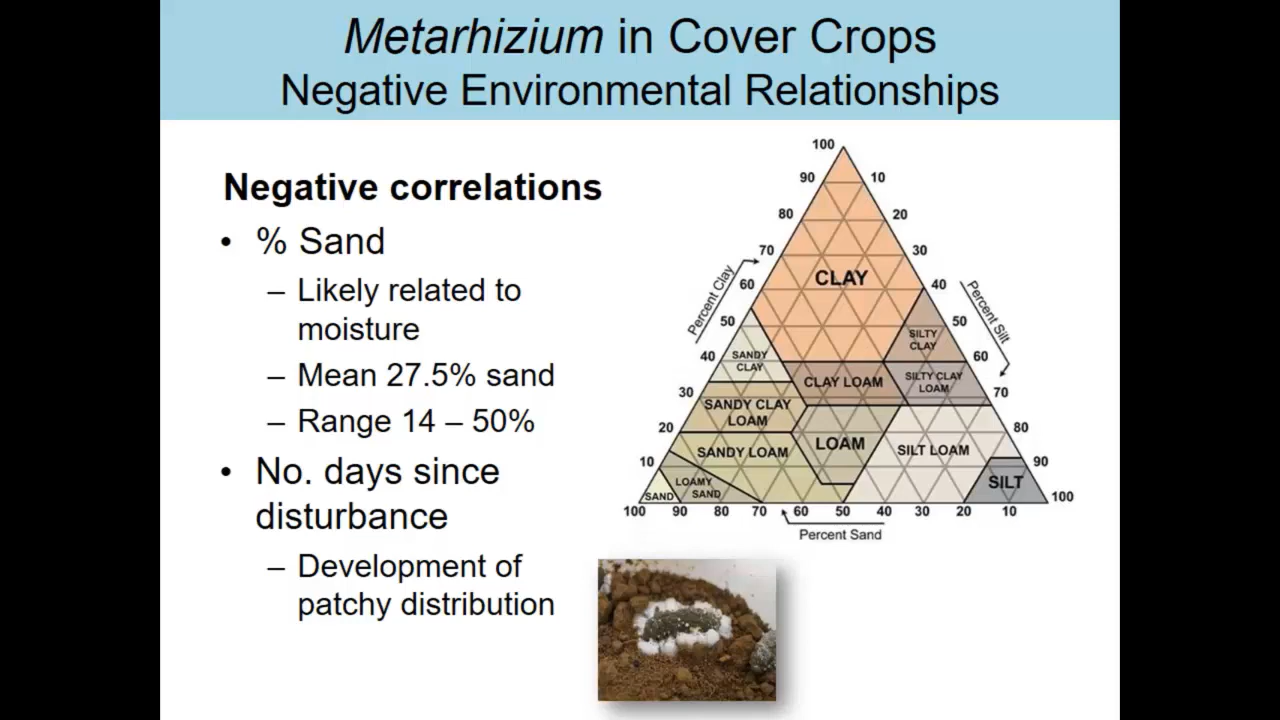 Metarhizium in Cover Crops
Negative Environmental Relationships
Negative correlations
• % Sand
– Likely related to
moisture
– Mean 27.5% sand
– Range 14 – 50%
• No. days since
disturbance
– Development of
patchy distribution
100
90
10
80
20
70
30
60
40
50
50
40
60
30
70
20
80
10
90
100
Percent Clay
Percent Silt
CLAY
SILTY
CLAY
SANDY
CLAY
CLAY LOAM
SILTY CLAY
LOAM
SANDY CLAY
LOAM
LOAM
SANDY LOAM
SILT LOAM
LOAMY
SAND
SAND
SILT
100 90 80 70 60 50 40 30 20 10
Percent Sand